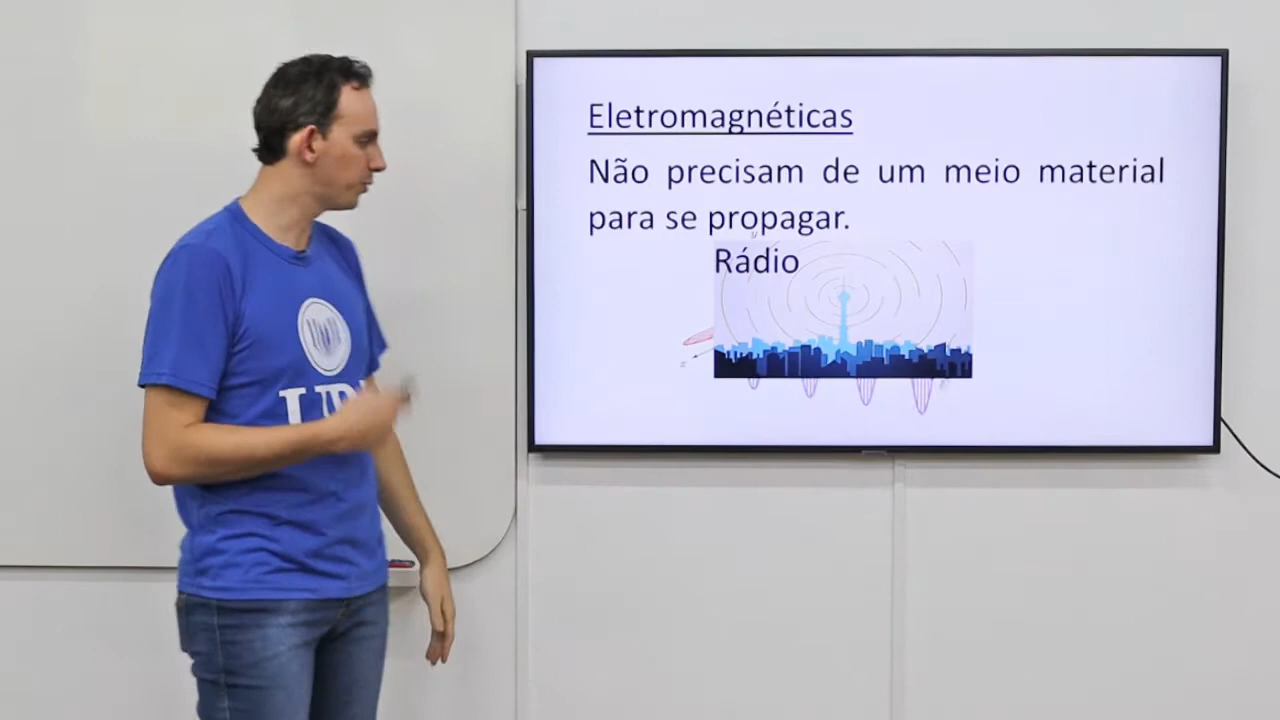 Eletromagnéticas
Não precisam de um meio material
para se propagar.
Rádio
z